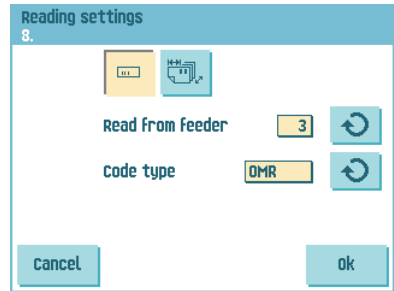 Reading settings
8.
Read from feeder 3
Code type OMR
Cancel Ok